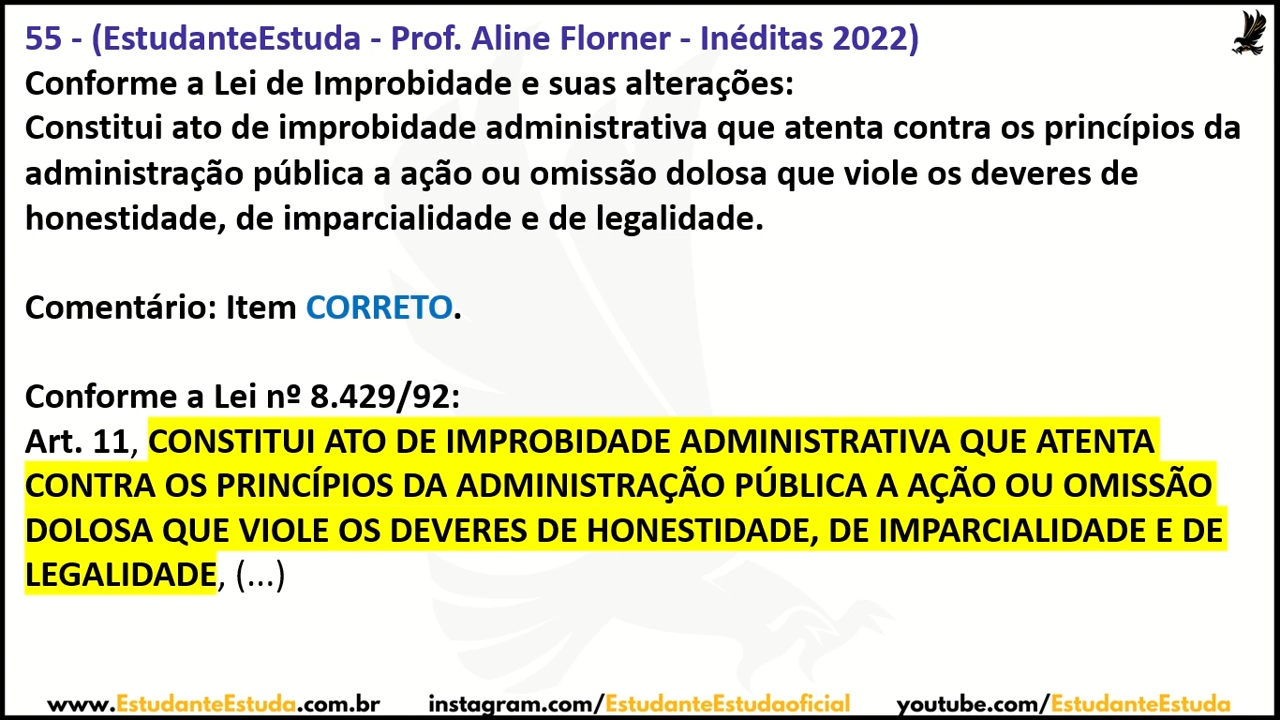 55 - (EstudanteEstuda - Prof. Aline Florner - Inéditas 2022)
Conforme a Lei de Improbidade e suas alterações:
Constitui ato de improbidade administrativa que atenta contra os princípios da
administração pública a ação ou omissão dolosa que viole os deveres de
honestidade, de imparcialidade e de legalidade.
Comentário: Item CORRETO.
Conforme a Lei nº 8.429/92:
Art. 11, CONSTITUI ATO DE IMPROBIDADE ADMINISTRATIVA QUE ATENTA
CONTRA OS PRINCÍPIOS DA ADMINISTRAÇÃO PÚBLICA A AÇÃO OU OMISSÃO
DOLOSA QUE VIOLE OS DEVERES DE HONESTIDADE, DE IMPARCIALIDADE E DE
LEGALIDADE, (...)
www.EstudanteEstuda.com.br instagram.com/EstudanteEstudaoficial youtube.com/EstudanteEstuda